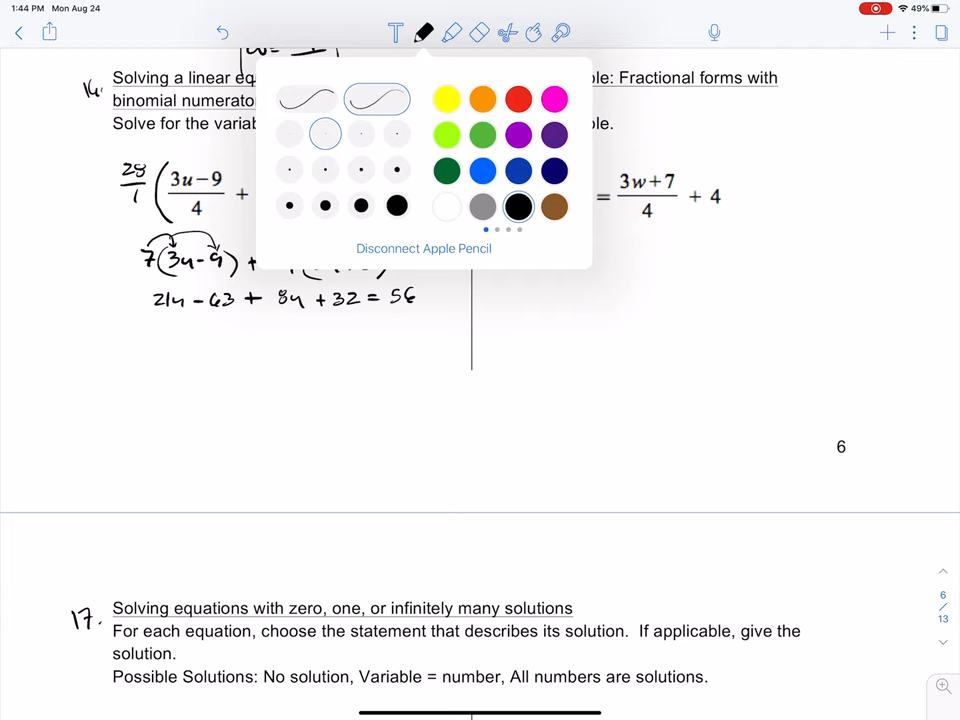 1:44 PM Mon Aug 24
49%
T
16. Solving a linear eq
ble: Fractional forms with
binomial numerato
Solve for the variab
le.
28/1 ( (3u−9)/4 +
= (3w+7)/4 + 4
7(3u-9) +
21u - 63 + 8u + 32 = 56
Disconnect Apple Pencil
6
17. Solving equations with zero, one, or infinitely many solutions
For each equation, choose the statement that describes its solution. If applicable, give the
solution.
Possible Solutions: No solution, Variable = number, All numbers are solutions.
6
/
13